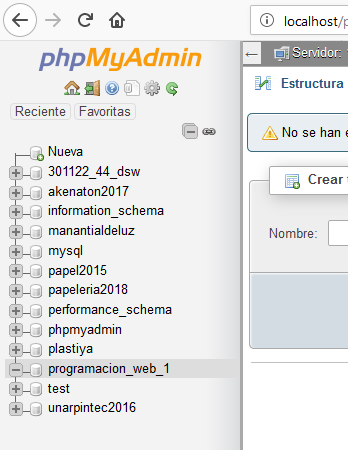 localhost/p
phpMyAdmin
Servidor:
Estructura
Reciente Favoritas
No se han e
Nueva
301122_44_dsw
Crear
akenaton2017
information_schema
manantialdeluz
Nombre:
mysql
papel2015
papeleria2018
performance_schema
phpmyadmin
plastiya
programacion_web_1
test
unarpintec2016